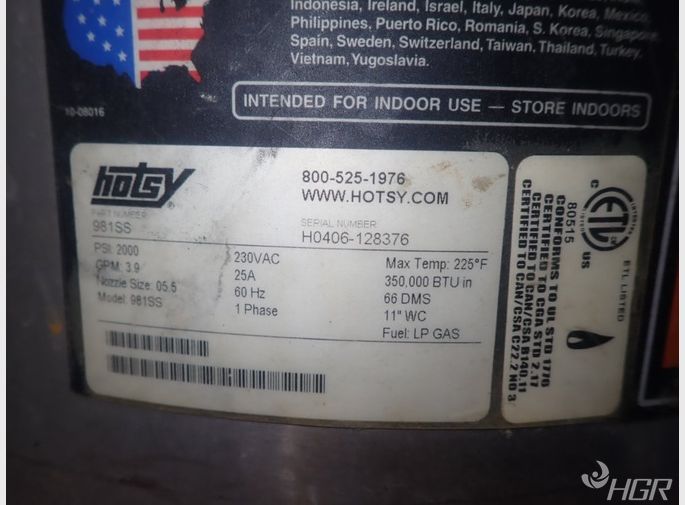 Indonesia, Ireland, Israel, Italy, Japan, Korea, Mexico,
Philippines, Puerto Rico, Romania, S. Korea, Singapore,
Spain, Sweden, Switzerland, Taiwan, Thailand, Turkey,
Vietnam, Yugoslavia.
10-08016
INTENDED FOR INDOOR USE — STORE INDOORS
hotsy
800-525-1976
WWW.HOTSY.COM
PART NUMBER
981SS
SERIAL NUMBER
H0406-128376
PSI: 2000
GPM: 3.9
Nozzle Size: 05.5
Model: 981SS
230VAC
25A
60 Hz
1 Phase
Max Temp: 225°F
350,000 BTU in
66 DMS
11" WC
Fuel: LP GAS
C ETL US
INTERTEK
ETL LISTED
80515
CONFORMS TO UL STD 1776
CERTIFIED TO CGA STD 2.17
CERTIFIED TO CAN/CSA B140.11
CERTIFIED TO CAN/CSA C22.2 NO 3
HGR